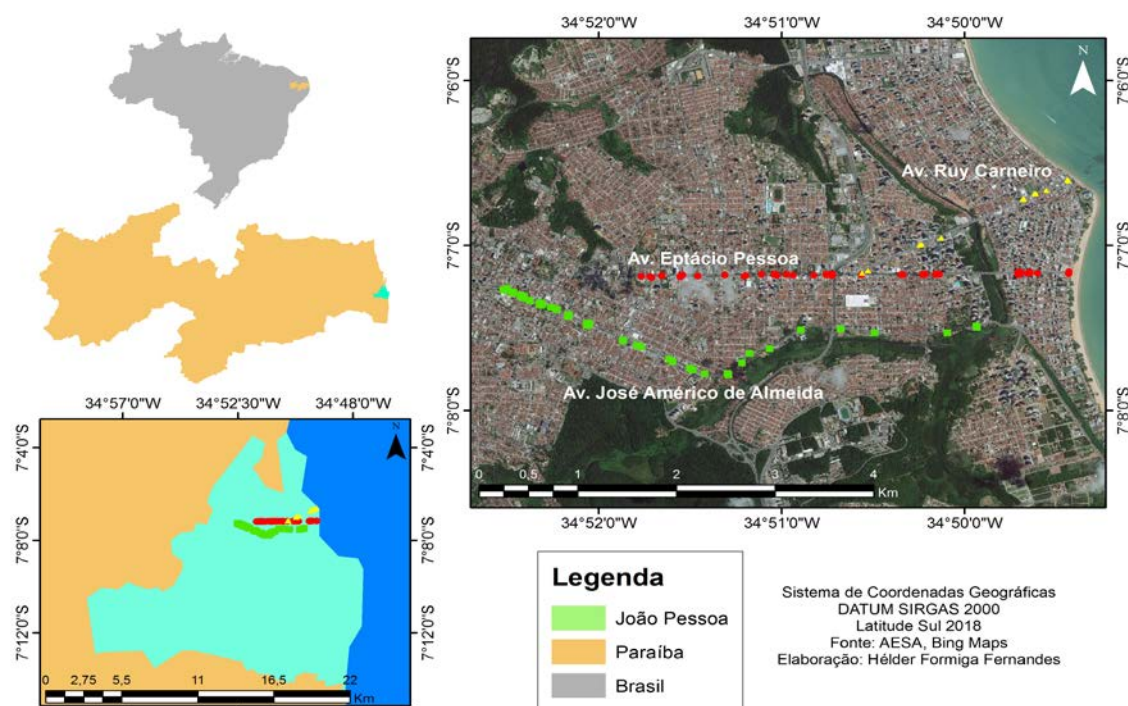 34°52'0"W 34°51'0"W 34°50'0"W
7°6'0"S 7°6'0"S
N
Av. Ruy Carneiro
7°7'0"S 7°7'0"S
Av. Eptácio Pessoa
Av. José Américo de Almeida
7°8'0"S 7°8'0"S
0 0,5 1 2 3 4
Km
34°52'0"W 34°51'0"W 34°50'0"W
34°57'0"W 34°52'30"W 34°48'0"W
N
7°4'0"S 7°4'0"S
7°8'0"S 7°8'0"S
7°12'0"S 7°12'0"S
0 2,75 5,5 11 16,5 22
Km
Legenda
João Pessoa
Paraíba
Brasil
Sistema de Coordenadas Geográficas
DATUM SIRGAS 2000
Latitude Sul 2018
Fonte: AESA, Bing Maps
Elaboração: Hélder Formiga Fernandes